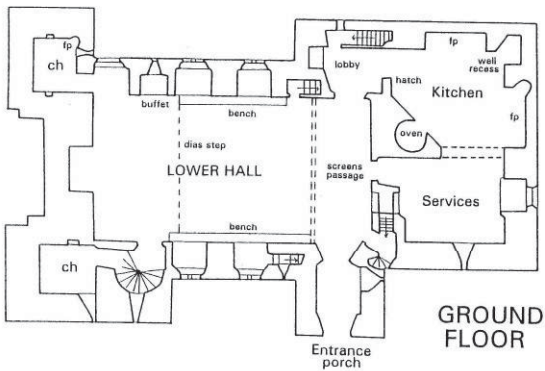 fp
ch
buffet
bench
dias step
LOWER HALL
bench
ch
lobby
fp
well
recess
hatch
Kitchen
oven
fp
screens
passage
Services
Entrance
porch
GROUND
FLOOR